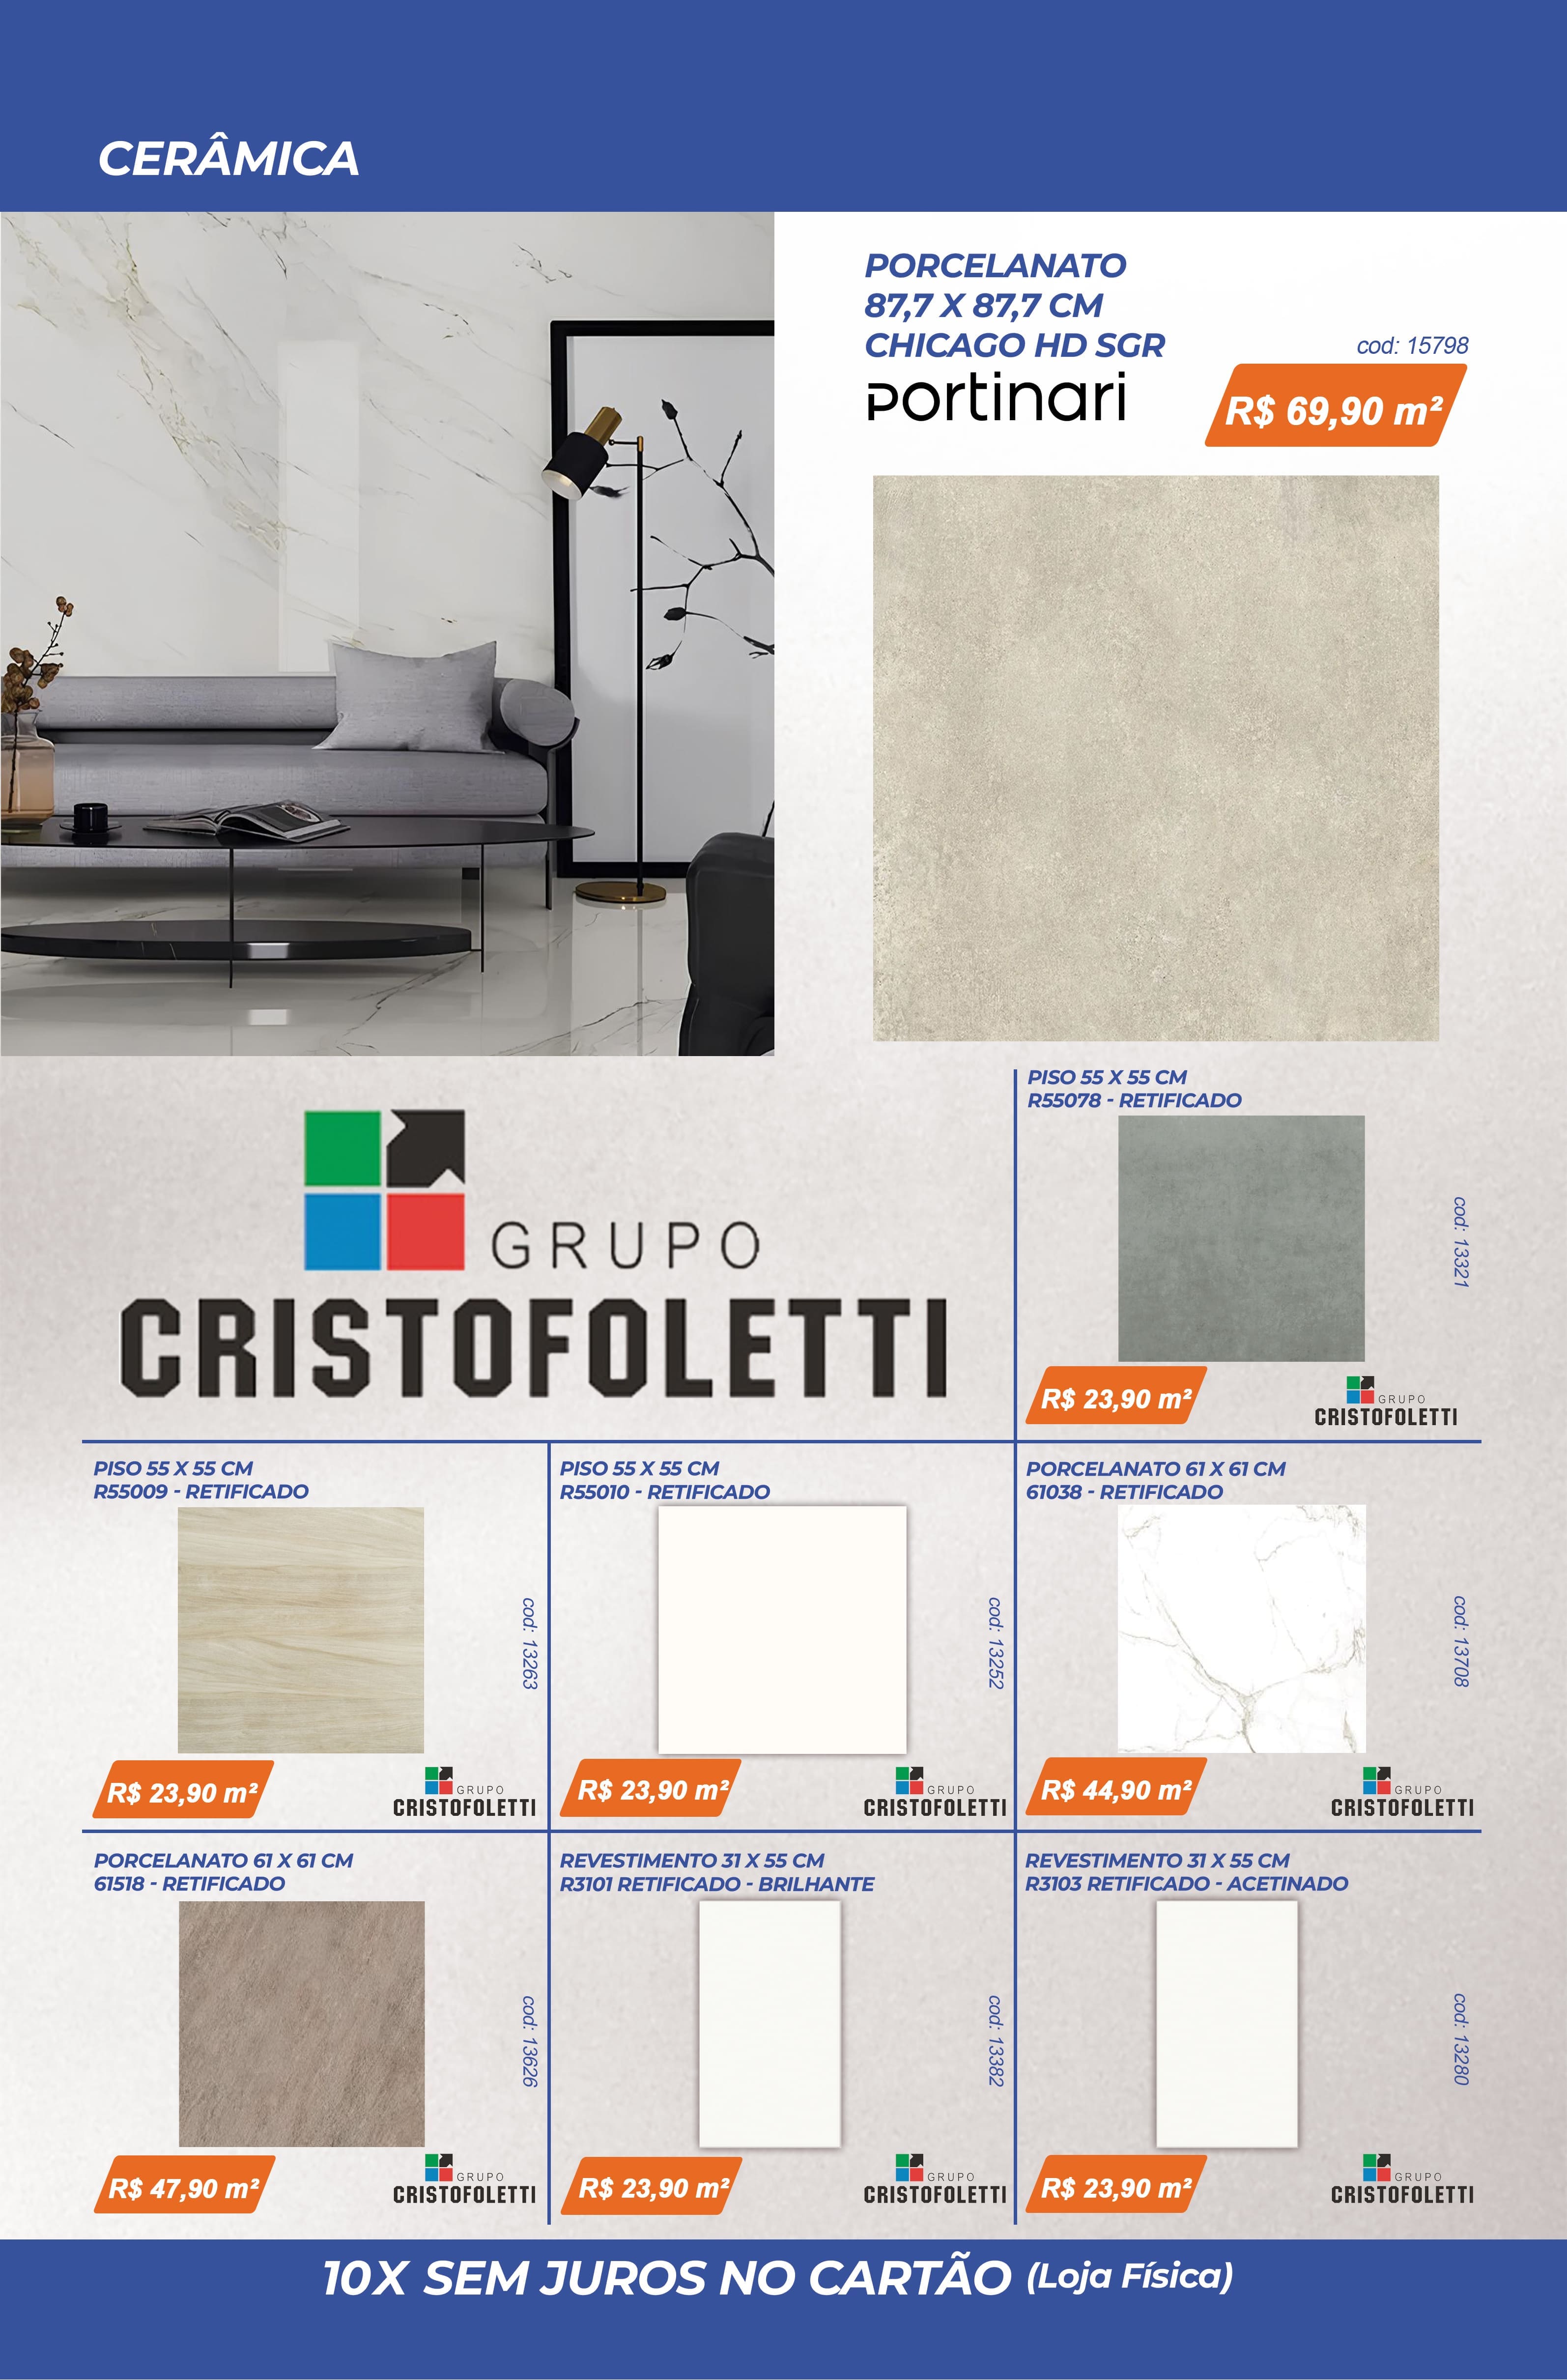 CERÂMICA
PORCELANATO
87,7 X 87,7 CM
CHICAGO HD SGR
portinari
cod: 15798
R$ 69,90 m²
GRUPO
CRISTOFOLETTI
PISO 55 X 55 CM
R55078 - RETIFICADO
cod: 13321
R$ 23,90 m²
GRUPO
CRISTOFOLETTI
PISO 55 X 55 CM
R55009 - RETIFICADO
cod: 13263
R$ 23,90 m²
GRUPO
CRISTOFOLETTI
PISO 55 X 55 CM
R55010 - RETIFICADO
cod: 13252
R$ 23,90 m²
GRUPO
CRISTOFOLETTI
PORCELANATO 61 X 61 CM
61038 - RETIFICADO
cod: 13708
R$ 44,90 m²
GRUPO
CRISTOFOLETTI
PORCELANATO 61 X 61 CM
61518 - RETIFICADO
cod: 13626
R$ 47,90 m²
GRUPO
CRISTOFOLETTI
REVESTIMENTO 31 X 55 CM
R3101 RETIFICADO - BRILHANTE
cod: 13382
R$ 23,90 m²
GRUPO
CRISTOFOLETTI
REVESTIMENTO 31 X 55 CM
R3103 RETIFICADO - ACETINADO
cod: 13280
R$ 23,90 m²
GRUPO
CRISTOFOLETTI
10X SEM JUROS NO CARTÃO (Loja Física)